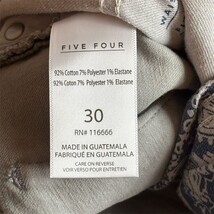 FIVE FOUR
92% Cotton 7% Polyester 1% Elastane
92% Coton 7% Polyester 1% Elastane
30
RN# 116666
MADE IN GUATEMALA
FABRIQUÉ EN GUATEMALA
CARE ON REVERSE
VOIR VERSO POUR ENTRETIEN